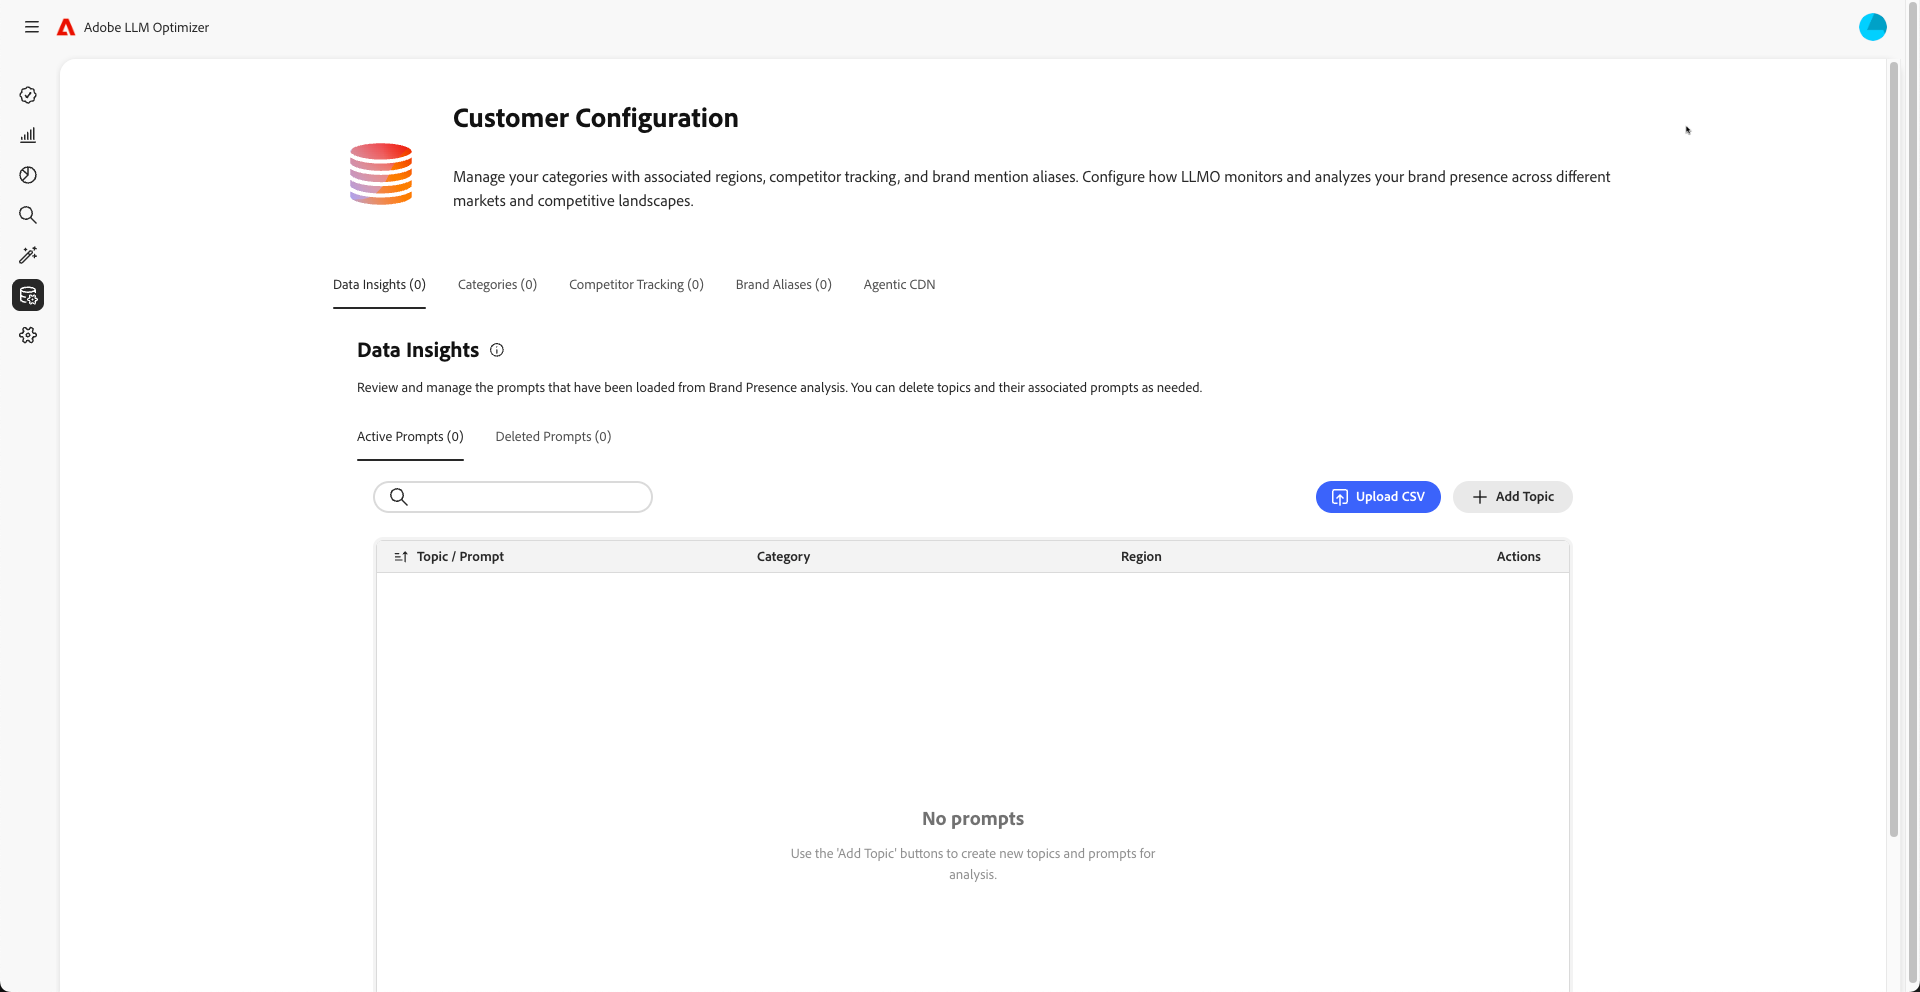 Adobe LLM Optimizer
Customer Configuration
Manage your categories with associated regions, competitor tracking, and brand mention aliases. Configure how LLMO monitors and analyzes your brand presence across different
markets and competitive landscapes.
Data Insights (0)
Categories (0)
Competitor Tracking (0)
Brand Aliases (0)
Agentic CDN
Data Insights
Review and manage the prompts that have been loaded from Brand Presence analysis. You can delete topics and their associated prompts as needed.
Active Prompts (0)
Deleted Prompts (0)
Upload CSV
Add Topic
Topic / Prompt
Category
Region
Actions
No prompts
Use the 'Add Topic' buttons to create new topics and prompts for
analysis.